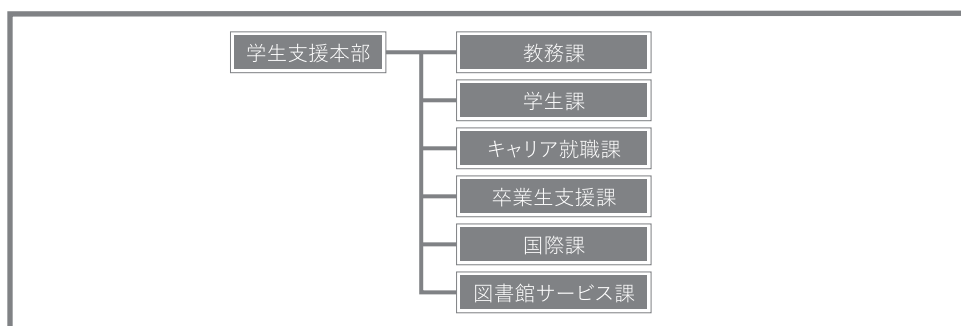 学生支援本部
教務課
学生課
キャリア就職課
卒業生支援課
国際課
図書館サービス課